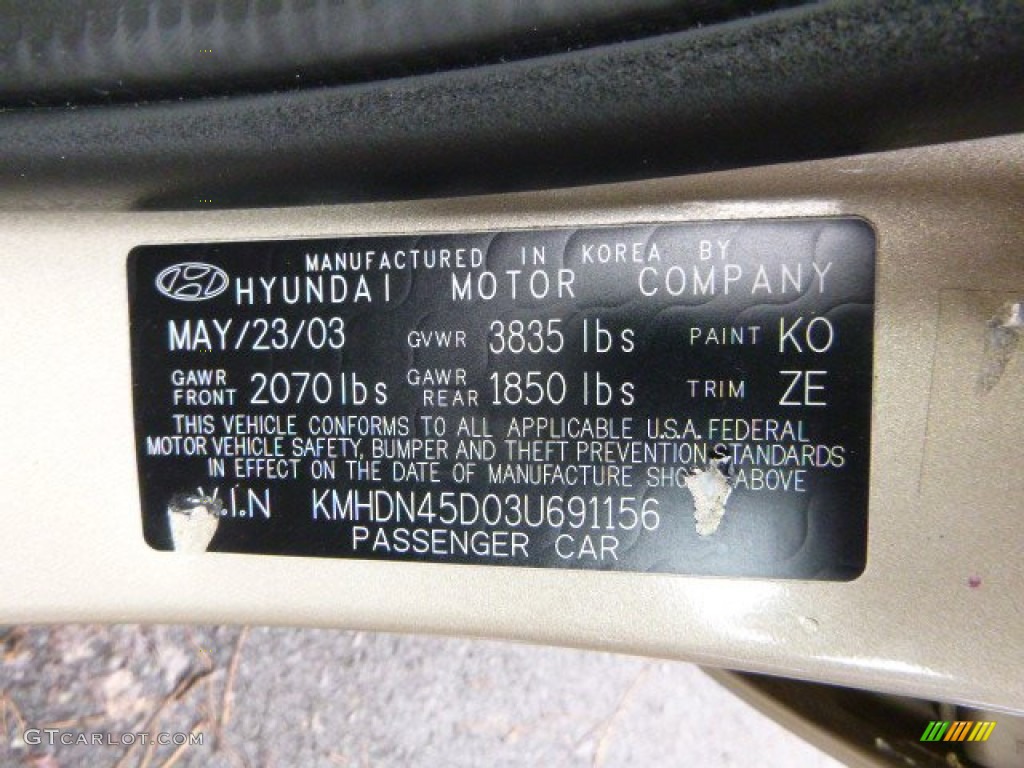 MANUFACTURED IN KOREA BY
HYUNDAI MOTOR COMPANY
MAY/23/03 GVWR 3835 lbs PAINT KO
GAWR FRONT 2070 lbs GAWR REAR 1850 lbs TRIM ZE
THIS VEHICLE CONFORMS TO ALL APPLICABLE U.S.A. FEDERAL
MOTOR VEHICLE SAFETY, BUMPER AND THEFT PREVENTION STANDARDS
IN EFFECT ON THE DATE OF MANUFACTURE ABOVE
V.I.N KMHDN45D03U691156
PASSENGER CAR
GTCARLOT.COM